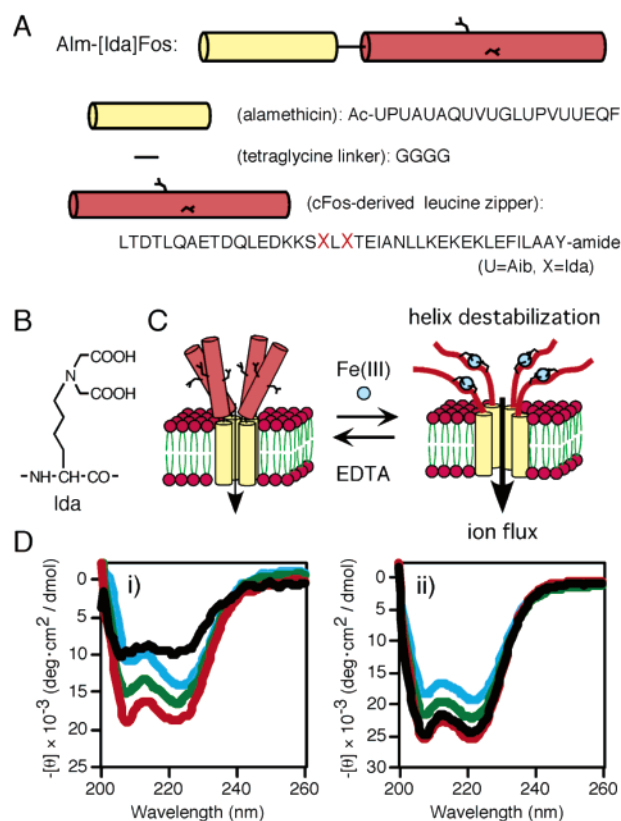 A
Alm-[Ida]Fos:
(alamethicin): Ac-UPUAUAQUVUGLUPVUUEQF
(tetraglycine linker): GGGG
(cFos-derived leucine zipper):
LTDTLQAETDQLEDKKSXLXTEIANLLKEKEKLEFILAAY-amide
(U=Aib, X=Ida)
B
COOH
N
COOH
-NH-CH-CO-
Ida
C
helix destabilization
Fe(III)
EDTA
ion flux
D
i)
-[θ] × 10⁻³ (deg·cm² / dmol)
0
5
10
15
20
25
200 220 240 260
Wavelength (nm)
ii)
-[θ] × 10⁻³ (deg·cm² / dmol)
0
5
10
15
20
25
30
200 220 240 260
Wavelength (nm)